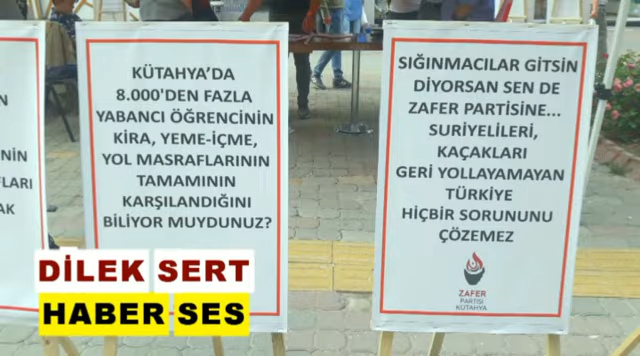 KÜTAHYA'DA
8.000'DEN FAZLA
YABANCI ÖĞRENCİNİN
KİRA, YEME-İÇME,
YOL MASRAFLARININ
TAMAMININ
KARŞILANDIĞINI
BİLİYOR MUYDUNUZ?
SIĞINMACILAR GİTSİN
DİYORSAN SEN DE
ZAFER PARTİSİNE...
SURİYELİLERİ,
KAÇAKLARI
GERİ YOLLAYAMAYAN
TÜRKİYE
HİÇBİR SORUNUNU
ÇÖZEMEZ
ZAFER
PARTİSİ
KÜTAHYA
DİLEK SERT
HABER SES